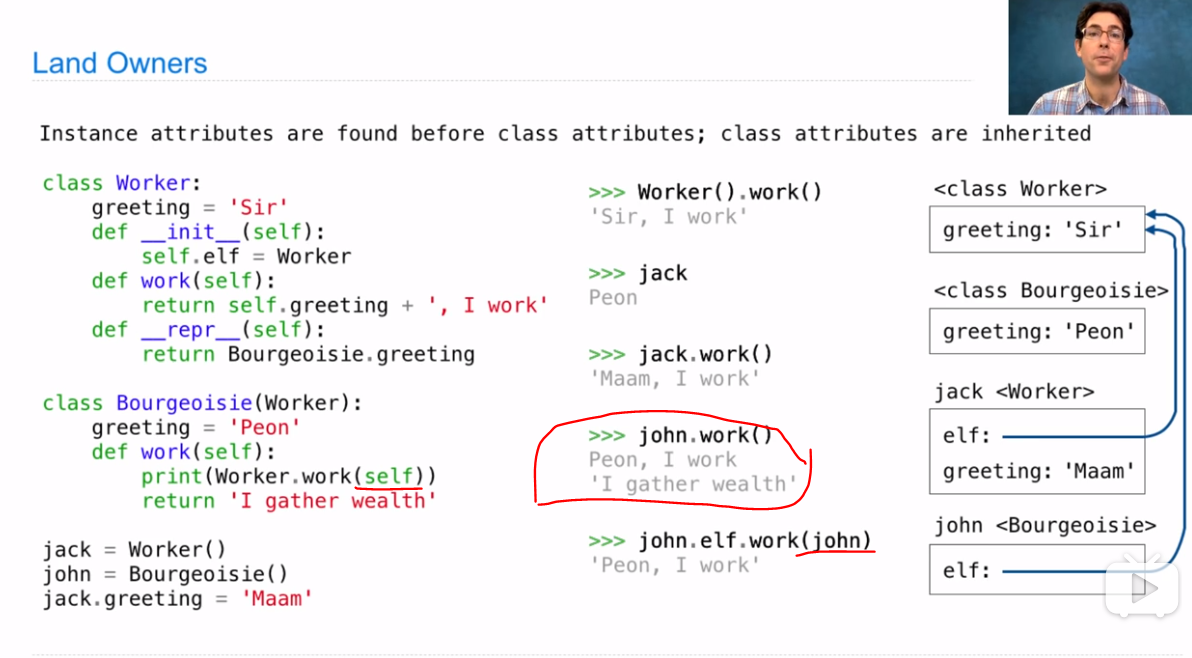 Land Owners
Instance attributes are found before class attributes; class attributes are inherited
class Worker:
    greeting = 'Sir'
    def __init__(self):
        self.elf = Worker
    def work(self):
        return self.greeting + ', I work'
    def __repr__(self):
        return Bourgeoisie.greeting
class Bourgeoisie(Worker):
    greeting = 'Peon'
    def work(self):
        print(Worker.work(self))
        return 'I gather wealth'
jack = Worker()
john = Bourgeoisie()
jack.greeting = 'Maam'
>>> Worker().work()
'Sir, I work'
>>> jack
Peon
>>> jack.work()
'Maam, I work'
>>> john.work()
Peon, I work
'I gather wealth'
>>> john.elf.work(john)
'Peon, I work'
<class Worker>
greeting: 'Sir'
<class Bourgeoisie>
greeting: 'Peon'
jack <Worker>
elf:
greeting: 'Maam'
john <Bourgeoisie>
elf: